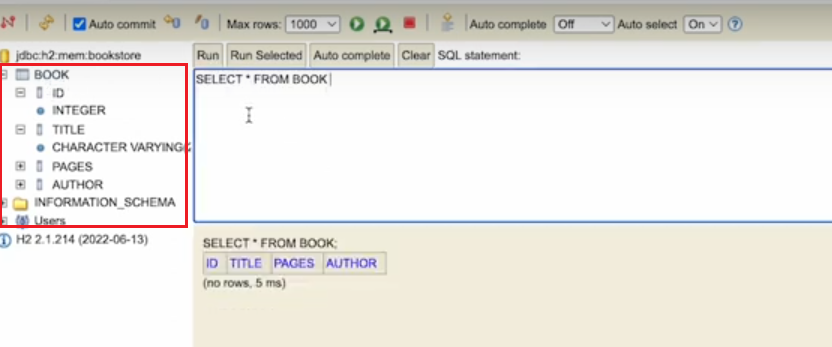 Auto commit Max rows: 1000 Auto complete Off Auto select On
jdbc:h2:mem:bookstore
Run Run Selected Auto complete Clear SQL statement:
BOOK
ID
INTEGER
TITLE
CHARACTER VARYING(
PAGES
AUTHOR
INFORMATION_SCHEMA
Users
H2 2.1.214 (2022-06-13)
SELECT * FROM BOOK
SELECT * FROM BOOK;
ID TITLE PAGES AUTHOR
(no rows, 5 ms)